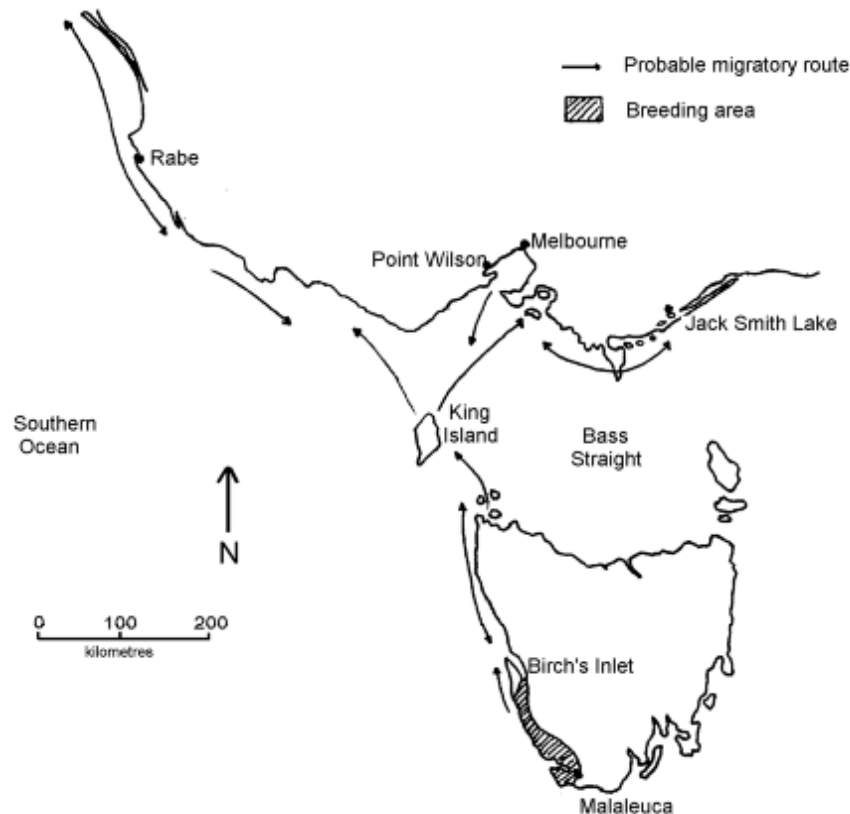 Probable migratory route
Breeding area
Rabe
Melbourne
Point Wilson
Jack Smith Lake
King
Island
Southern
Ocean
Bass
Straight
N
0 100 200
kilometres
Birch's Inlet
Malaleuca